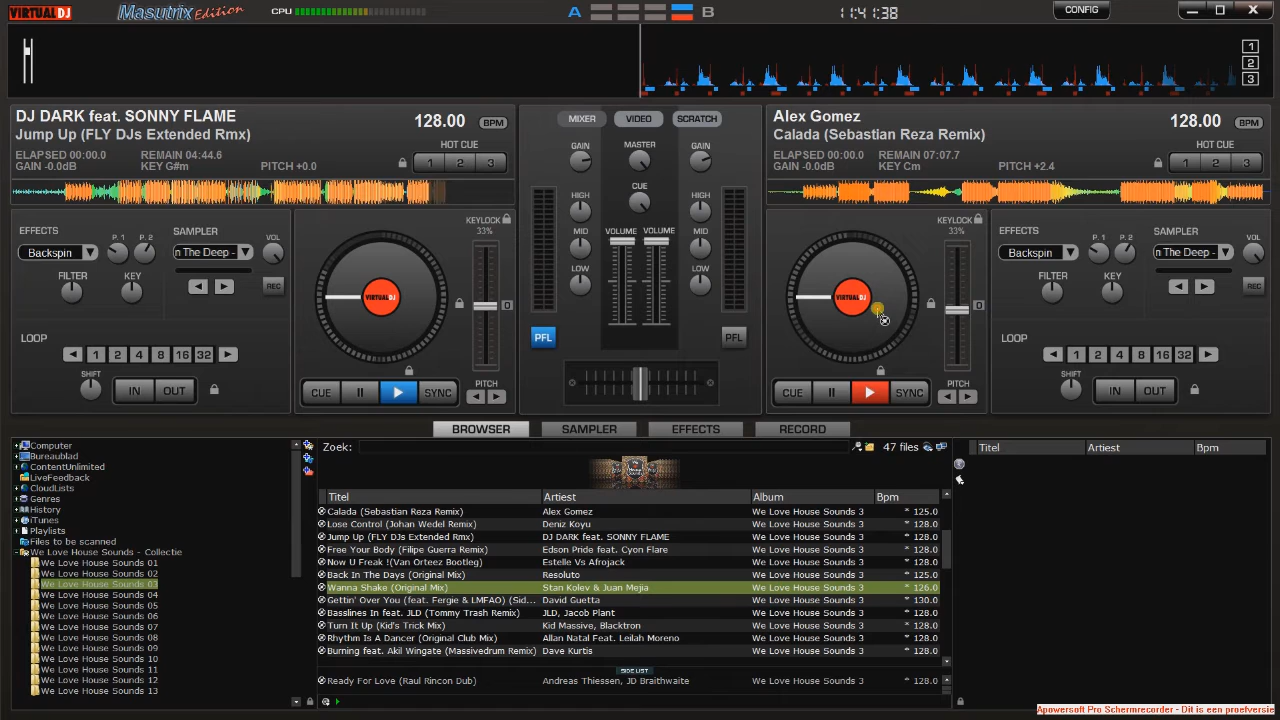 VIRTUAL DJ Masutrix Edition CPU A B 11:41:38 CONFIG
1
2
3
DJ DARK feat. SONNY FLAME
Jump Up (FLY DJs Extended Rmx)
128.00 BPM
ELAPSED 00:00.0 REMAIN 04:44.6 HOT CUE
GAIN -0.0dB KEY G#m PITCH +0.0 1 2 3
MIXER VIDEO SCRATCH
GAIN MASTER GAIN
CUE
HIGH HIGH
MID MID
VOLUME VOLUME
LOW LOW
PFL PFL
Alex Gomez
Calada (Sebastian Reza Remix)
128.00 BPM
ELAPSED 00:00.0 REMAIN 07:07.7 HOT CUE
GAIN -0.0dB KEY Cm PITCH +2.4 1 2 3
EFFECTS P. 1 P. 2 SAMPLER VOL
Backspin n The Deep -
FILTER KEY REC
LOOP
1 2 4 8 16 32
SHIFT IN OUT
KEYLOCK
33%
VIRTUAL DJ
0
CUE SYNC PITCH
KEYLOCK
33%
VIRTUAL DJ
0
CUE SYNC PITCH
EFFECTS P. 1 P. 2 SAMPLER VOL
Backspin n The Deep -
FILTER KEY REC
LOOP
1 2 4 8 16 32
SHIFT IN OUT
BROWSER SAMPLER EFFECTS RECORD
Computer
Bureaublad
ContentUnlimited
LiveFeedback
CloudLists
Genres
History
iTunes
Playlists
Files to be scanned
We Love House Sounds - Collectie
We Love House Sounds 01
We Love House Sounds 02
We Love House Sounds 03
We Love House Sounds 04
We Love House Sounds 05
We Love House Sounds 06
We Love House Sounds 07
We Love House Sounds 08
We Love House Sounds 09
We Love House Sounds 10
We Love House Sounds 11
We Love House Sounds 12
We Love House Sounds 13
Zoek: 47 files
Titel Artiest Album Bpm
Calada (Sebastian Reza Remix) Alex Gomez We Love House Sounds 3 * 125.0
Lose Control (Johan Wedel Remix) Deniz Koyu We Love House Sounds 3 * 128.0
Jump Up (FLY DJs Extended Rmx) DJ DARK feat. SONNY FLAME We Love House Sounds 3 * 128.0
Free Your Body (Filipe Guerra Remix) Edson Pride feat. Cyon Flare We Love House Sounds 3 * 128.0
Now U Freak !(Van Orteez Bootleg) Estelle Vs Afrojack We Love House Sounds 3 * 128.0
Back In The Days (Original Mix) Resoluto We Love House Sounds 3 * 125.0
Wanna Shake (Original Mix) Stan Kolev & Juan Mejia We Love House Sounds 3 * 126.0
Gettin' Over You (feat. Fergie & LMFAO) (Sid... David Guetta We Love House Sounds 3 * 130.0
Basslines In feat. JLD (Tommy Trash Remix) JLD, Jacob Plant We Love House Sounds 3 * 128.0
Turn It Up (Kid's Trick Mix) Kid Massive, Blacktron We Love House Sounds 3 * 128.0
Rhythm Is A Dancer (Original Club Mix) Allan Natal Feat. Leilah Moreno We Love House Sounds 3 * 128.0
Burning feat. Akil Wingate (Massivedrum Remix) Dave Kurtis We Love House Sounds 3 * 128.0
SIDE LIST
Ready For Love (Raul Rincon Dub) Andreas Thiessen, JD Braithwaite We Love House Sounds 3 * 128.0
Titel Artiest Bpm
Apowersoft Pro Schermrecorder - Dit is een proefversie